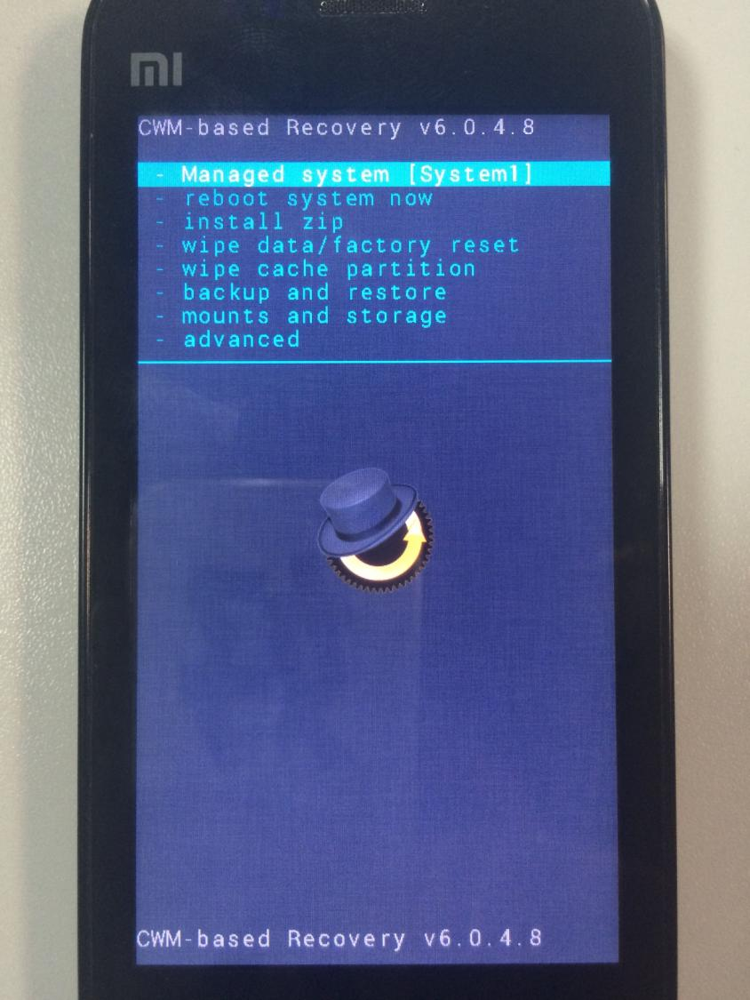 mi
CWM-based Recovery v6.0.4.8
- Managed system [System1]
- reboot system now
- install zip
- wipe data/factory reset
- wipe cache partition
- backup and restore
- mounts and storage
- advanced
CWM-based Recovery v6.0.4.8